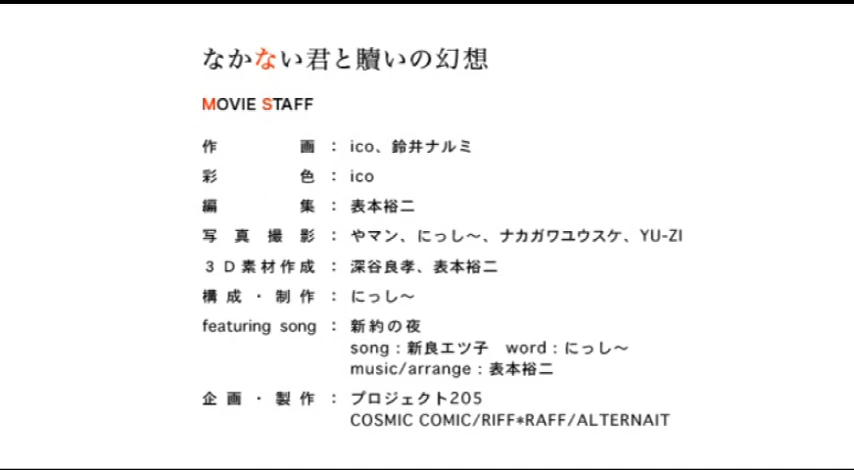 なかない君と贖いの幻想
MOVIE STAFF
作画：ico、鈴井ナルミ
彩色：ico
編集：表本裕二
写真撮影：やマン、にっし～、ナカガワユウスケ、YU-ZI
３Ｄ素材作成：深谷良孝、表本裕二
構成・制作：にっし～
featuring song：新約の夜
song：新良エツ子　word：にっし～
music/arrange：表本裕二
企画・製作：プロジェクト205
COSMIC COMIC/RIFF*RAFF/ALTERNAIT